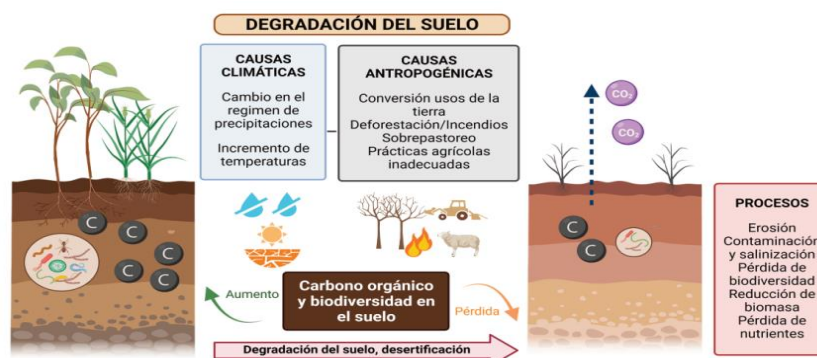 DEGRADACIÓN DEL SUELO
CAUSAS
CLIMÁTICAS
Cambio en el
regimen de
precipitaciones
Incremento de
temperaturas
CAUSAS
ANTROPOGÉNICAS
Conversión usos de la
tierra
Deforestación/Incendios
Sobrepastoreo
Prácticas agrícolas
inadecuadas
CO₂
CO₂
C
C
C
C
C
C
C
PROCESOS
Erosión
Contaminación
y salinización
Pérdida de
biodiversidad
Reducción de
biomasa
Pérdida de
nutrientes
Aumento
Carbono orgánico
y biodiversidad en
el suelo
Pérdida
Degradación del suelo, desertificación